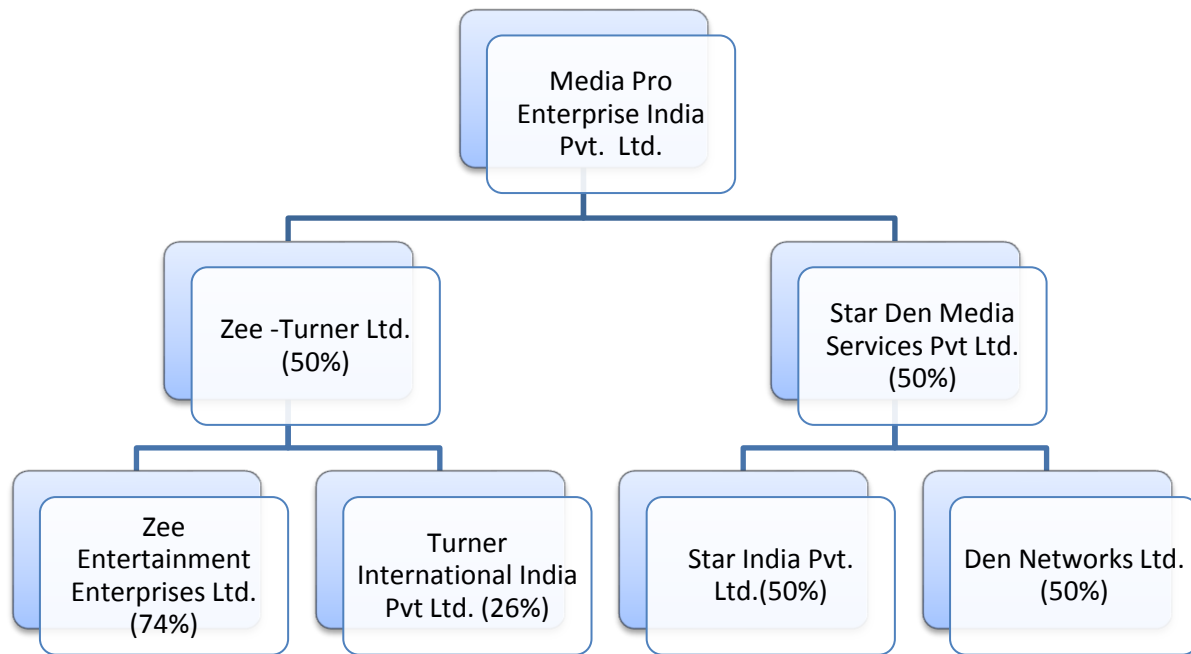 Media Pro
Enterprise India
Pvt. Ltd.
Zee -Turner Ltd.
(50%)
Star Den Media
Services Pvt Ltd.
(50%)
Zee
Entertainment
Enterprises Ltd.
(74%)
Turner
International India
Pvt Ltd. (26%)
Star India Pvt.
Ltd.(50%)
Den Networks Ltd.
(50%)